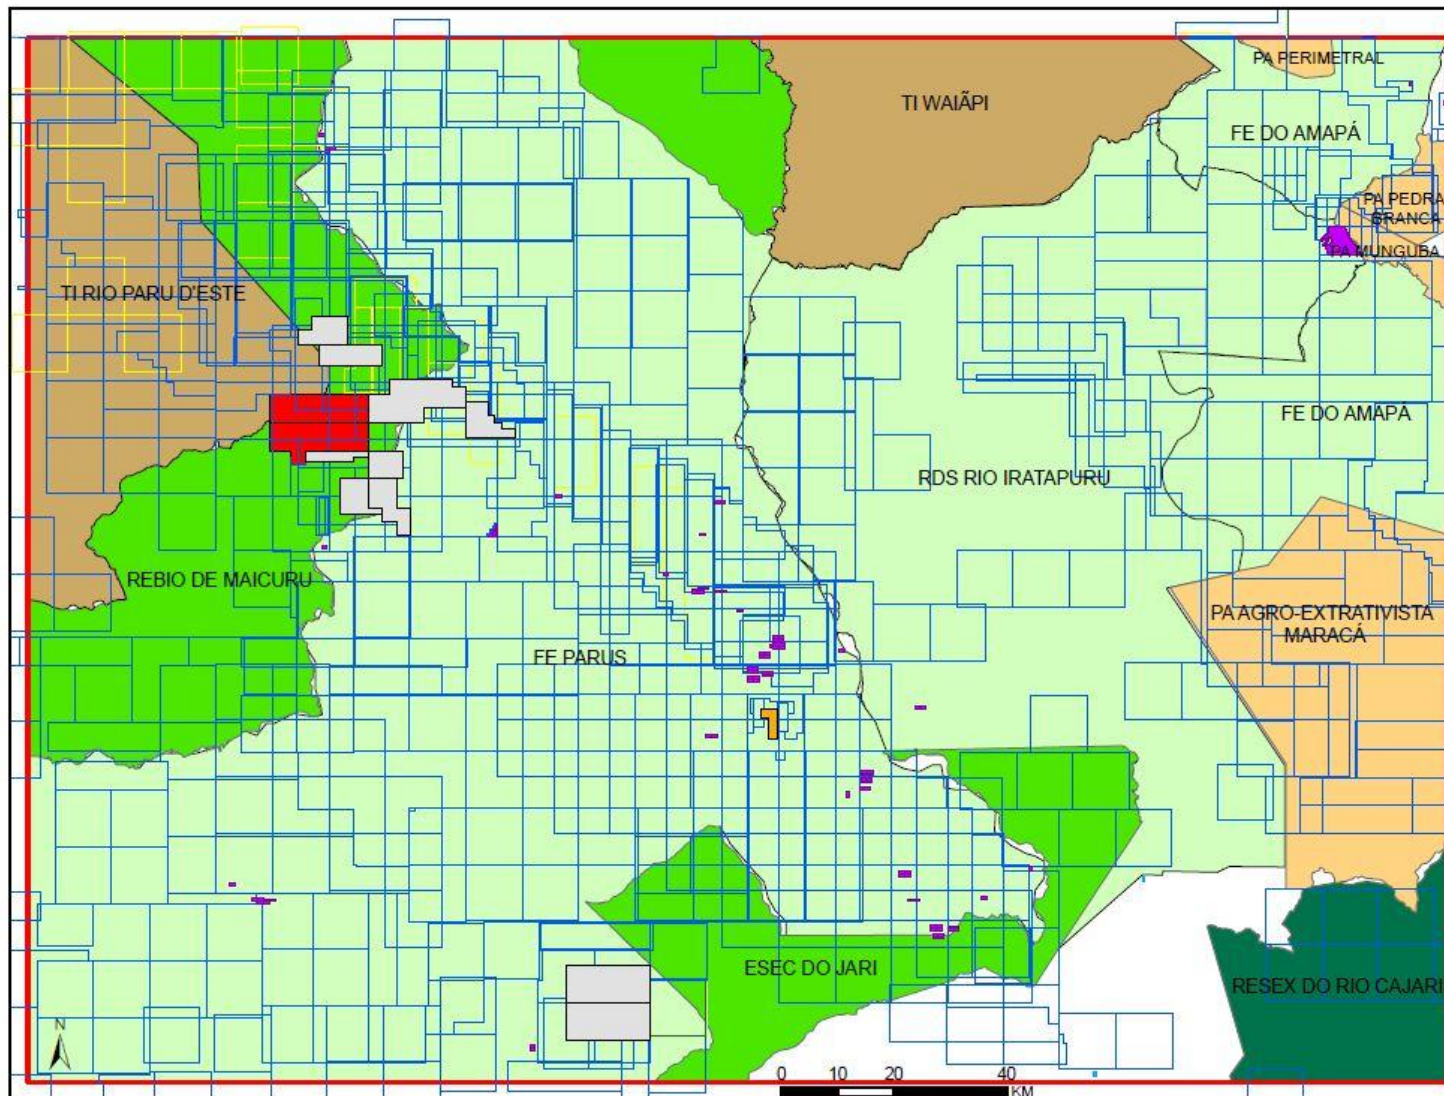 PA PERIMETRAL
TI WAIÃPI
FE DO AMAPÁ
PA PEDRA
BRANCA
PA MUNGUBA
TI RIO PARU D'ESTE
FE DO AMAPÁ
RDS RIO IRATAPURU
REBIO DE MAICURU
PA AGRO-EXTRATIVISTA
MARACÁ
FE PARUS
ESEC DO JARI
RESEX DO RIO CAJARI
N
0 10 20 40
KM